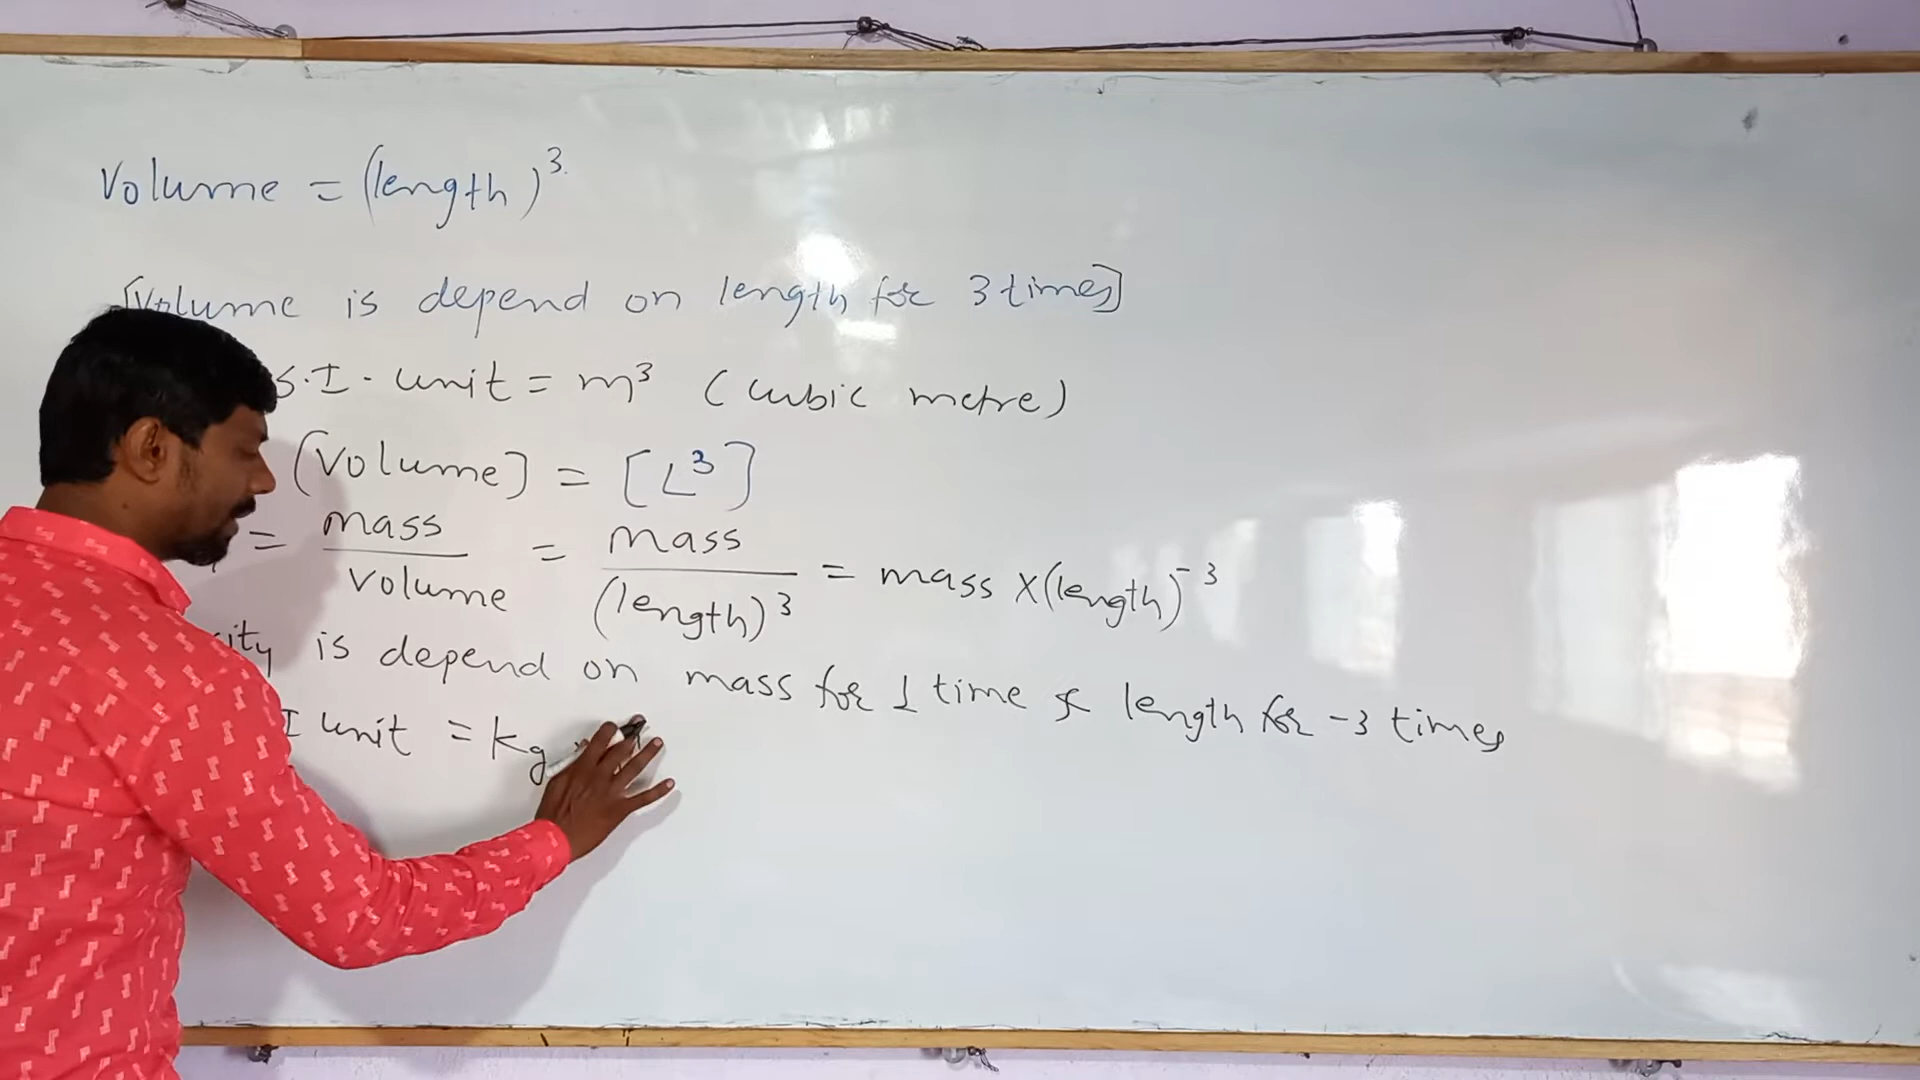 Volume = (length)³
[Volume is depend on length for 3 times]
S.I. unit = m³ (cubic metre)
[Volume] = [L³]
= mass / volume = mass / (length)³ = mass x (length)⁻³
is depend on mass for 1 time & length for -3 times
I unit = kg